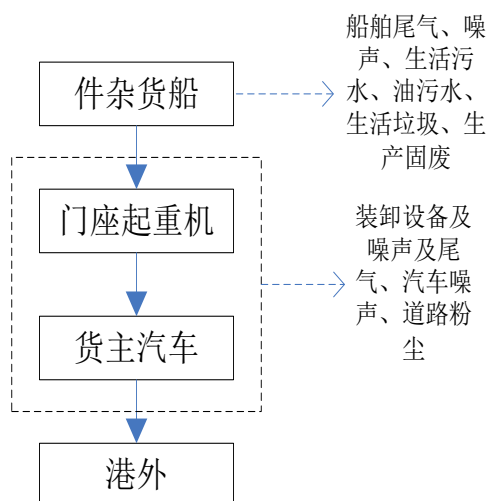 船舶尾气、噪
声、生活污
水、油污水、
生活垃圾、生
产固废
件杂货船
门座起重机
装卸设备及
噪声及尾
气、汽车噪
声、道路粉
尘
货主汽车
港外